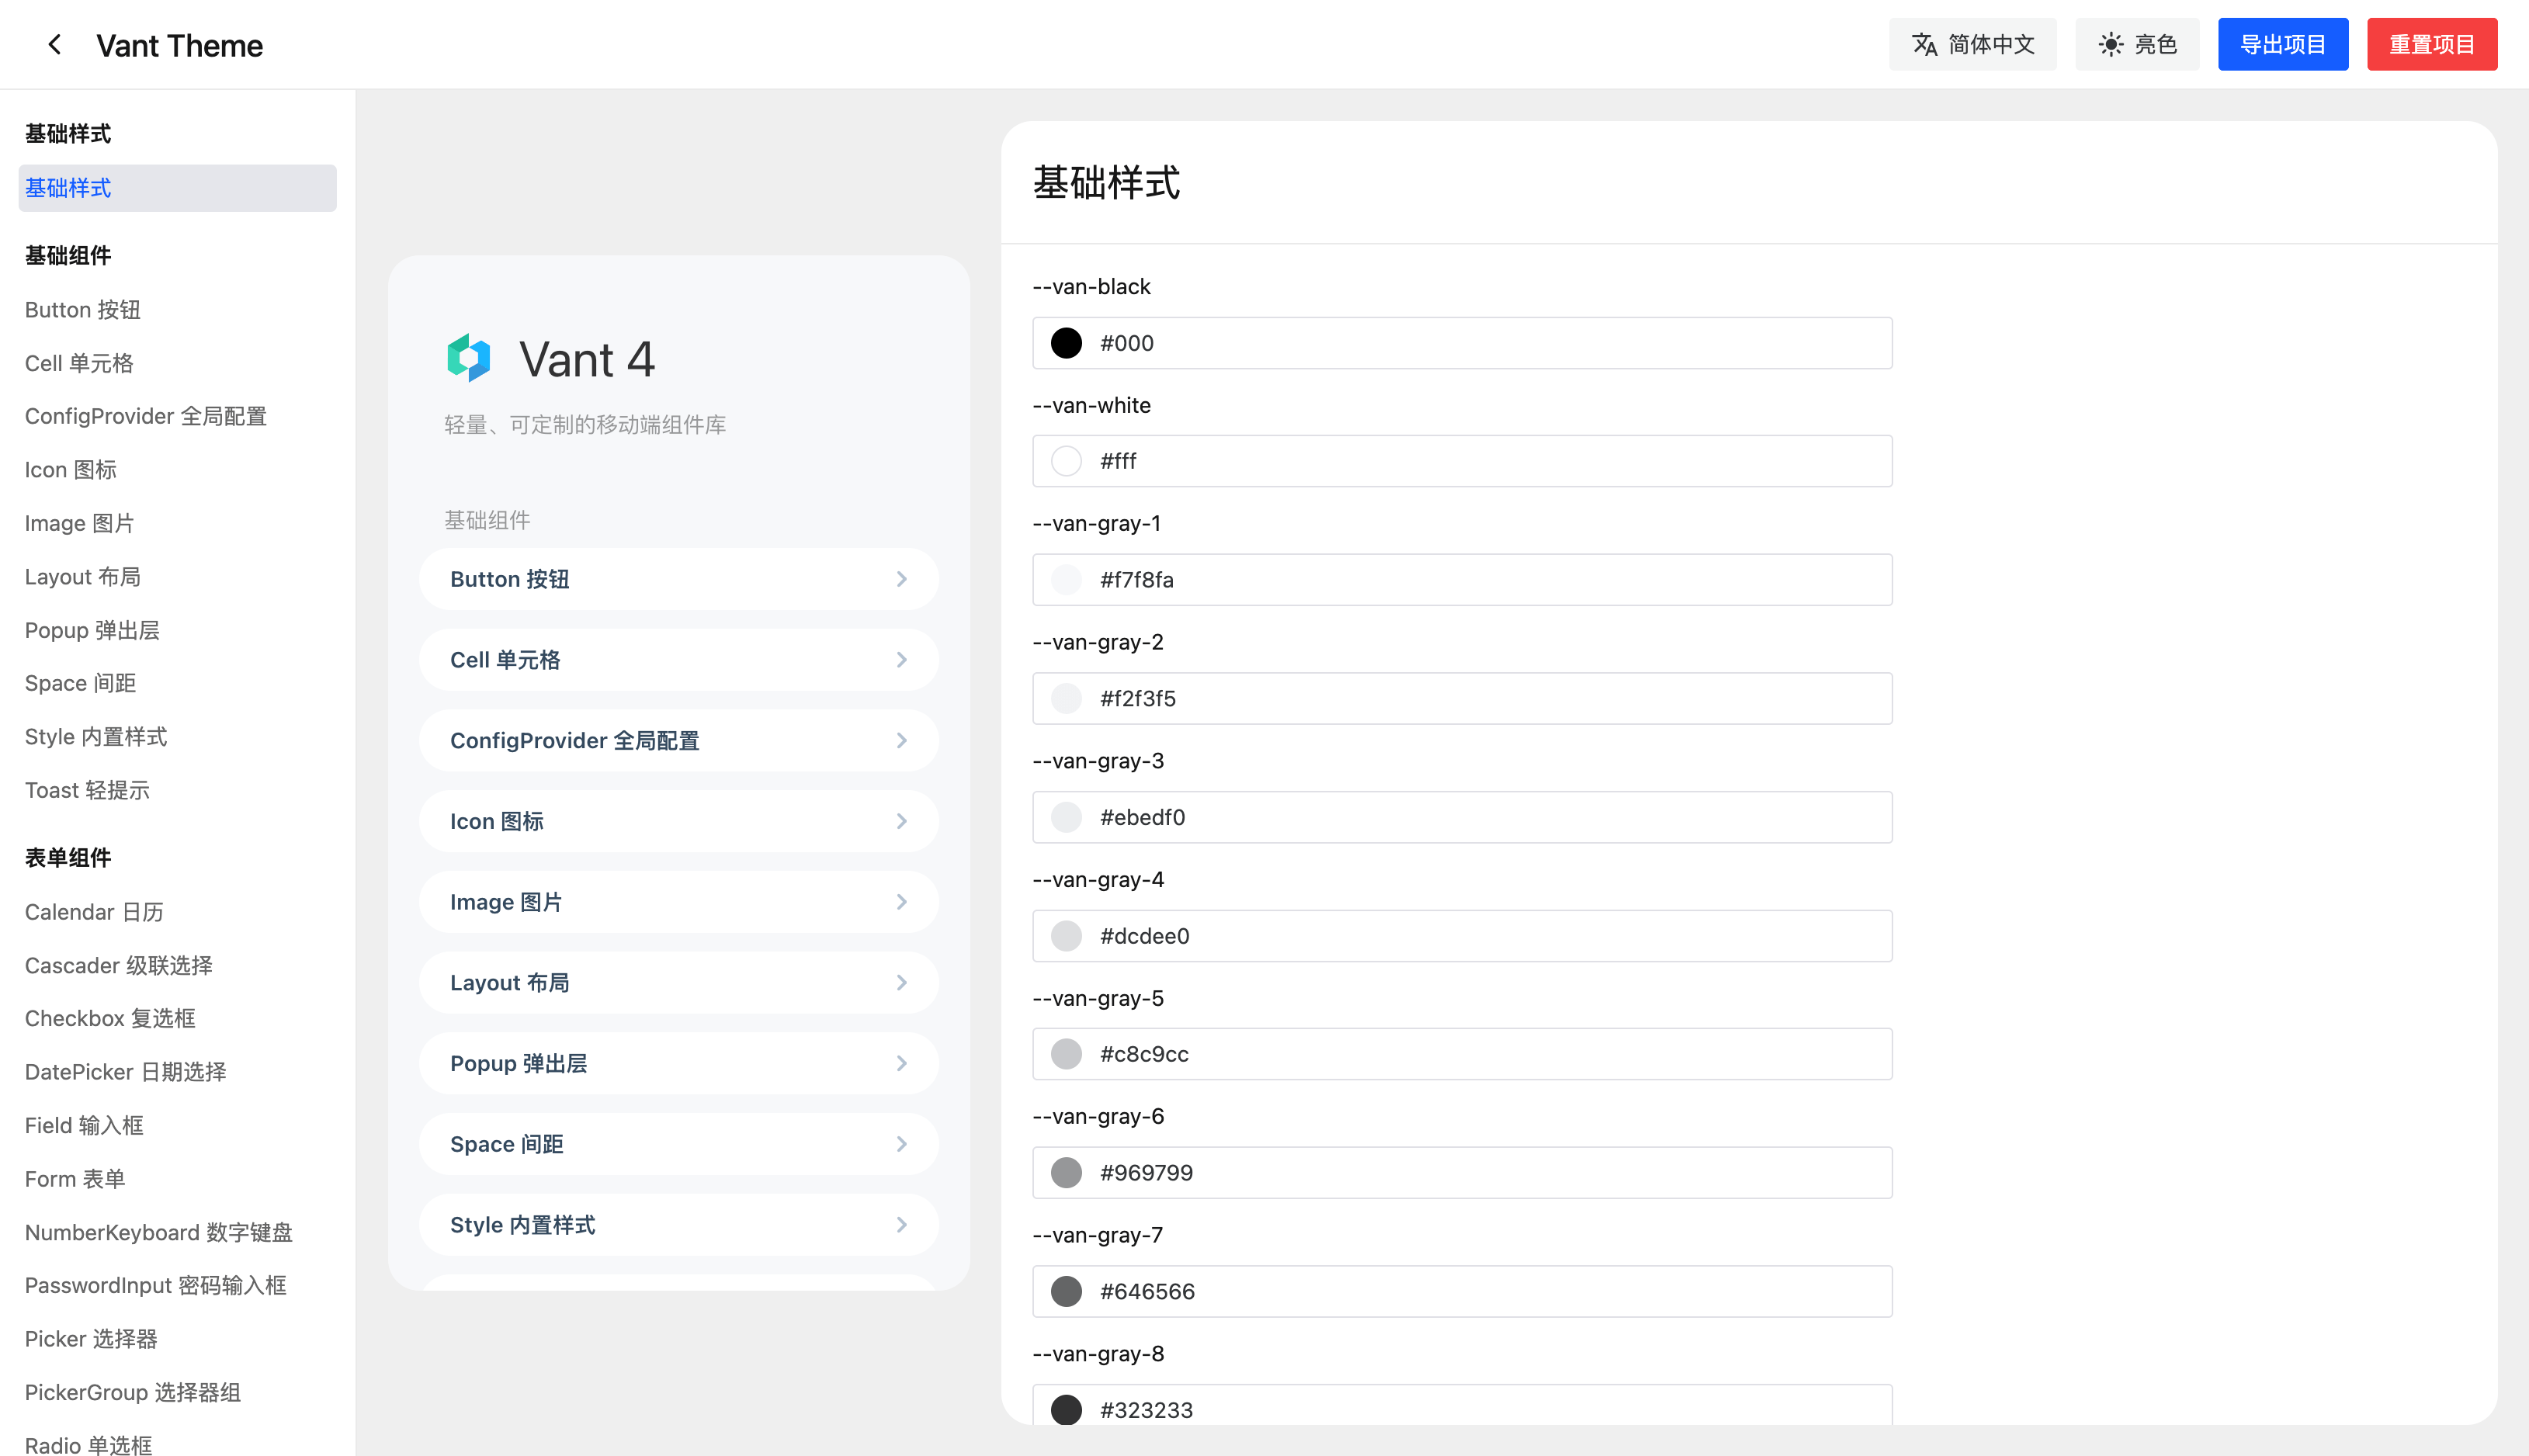 Vant Theme
简体中文
亮色
导出项目
重置项目
基础样式
基础样式
基础组件
Button 按钮
Cell 单元格
ConfigProvider 全局配置
Icon 图标
Image 图片
Layout 布局
Popup 弹出层
Space 间距
Style 内置样式
Toast 轻提示
表单组件
Calendar 日历
Cascader 级联选择
Checkbox 复选框
DatePicker 日期选择
Field 输入框
Form 表单
NumberKeyboard 数字键盘
PasswordInput 密码输入框
Picker 选择器
PickerGroup 选择器组
Radio 单选框
Vant 4
轻量、可定制的移动端组件库
基础组件
Button 按钮
Cell 单元格
ConfigProvider 全局配置
Icon 图标
Image 图片
Layout 布局
Popup 弹出层
Space 间距
Style 内置样式
基础样式
--van-black
#000
--van-white
#fff
--van-gray-1
#f7f8fa
--van-gray-2
#f2f3f5
--van-gray-3
#ebedf0
--van-gray-4
#dcdee0
--van-gray-5
#c8c9cc
--van-gray-6
#969799
--van-gray-7
#646566
--van-gray-8
#323233